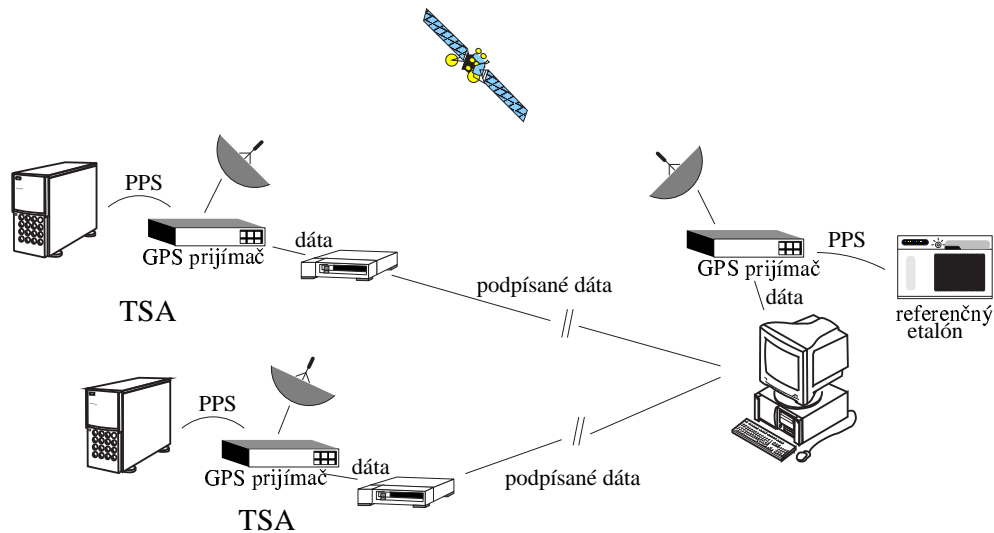 PPS
GPS prijímač
dáta
TSA
podpísané dáta
PPS
GPS prijímač
dáta
referenčný
etalón
PPS
GPS prijímač
dáta
TSA
podpísané dáta